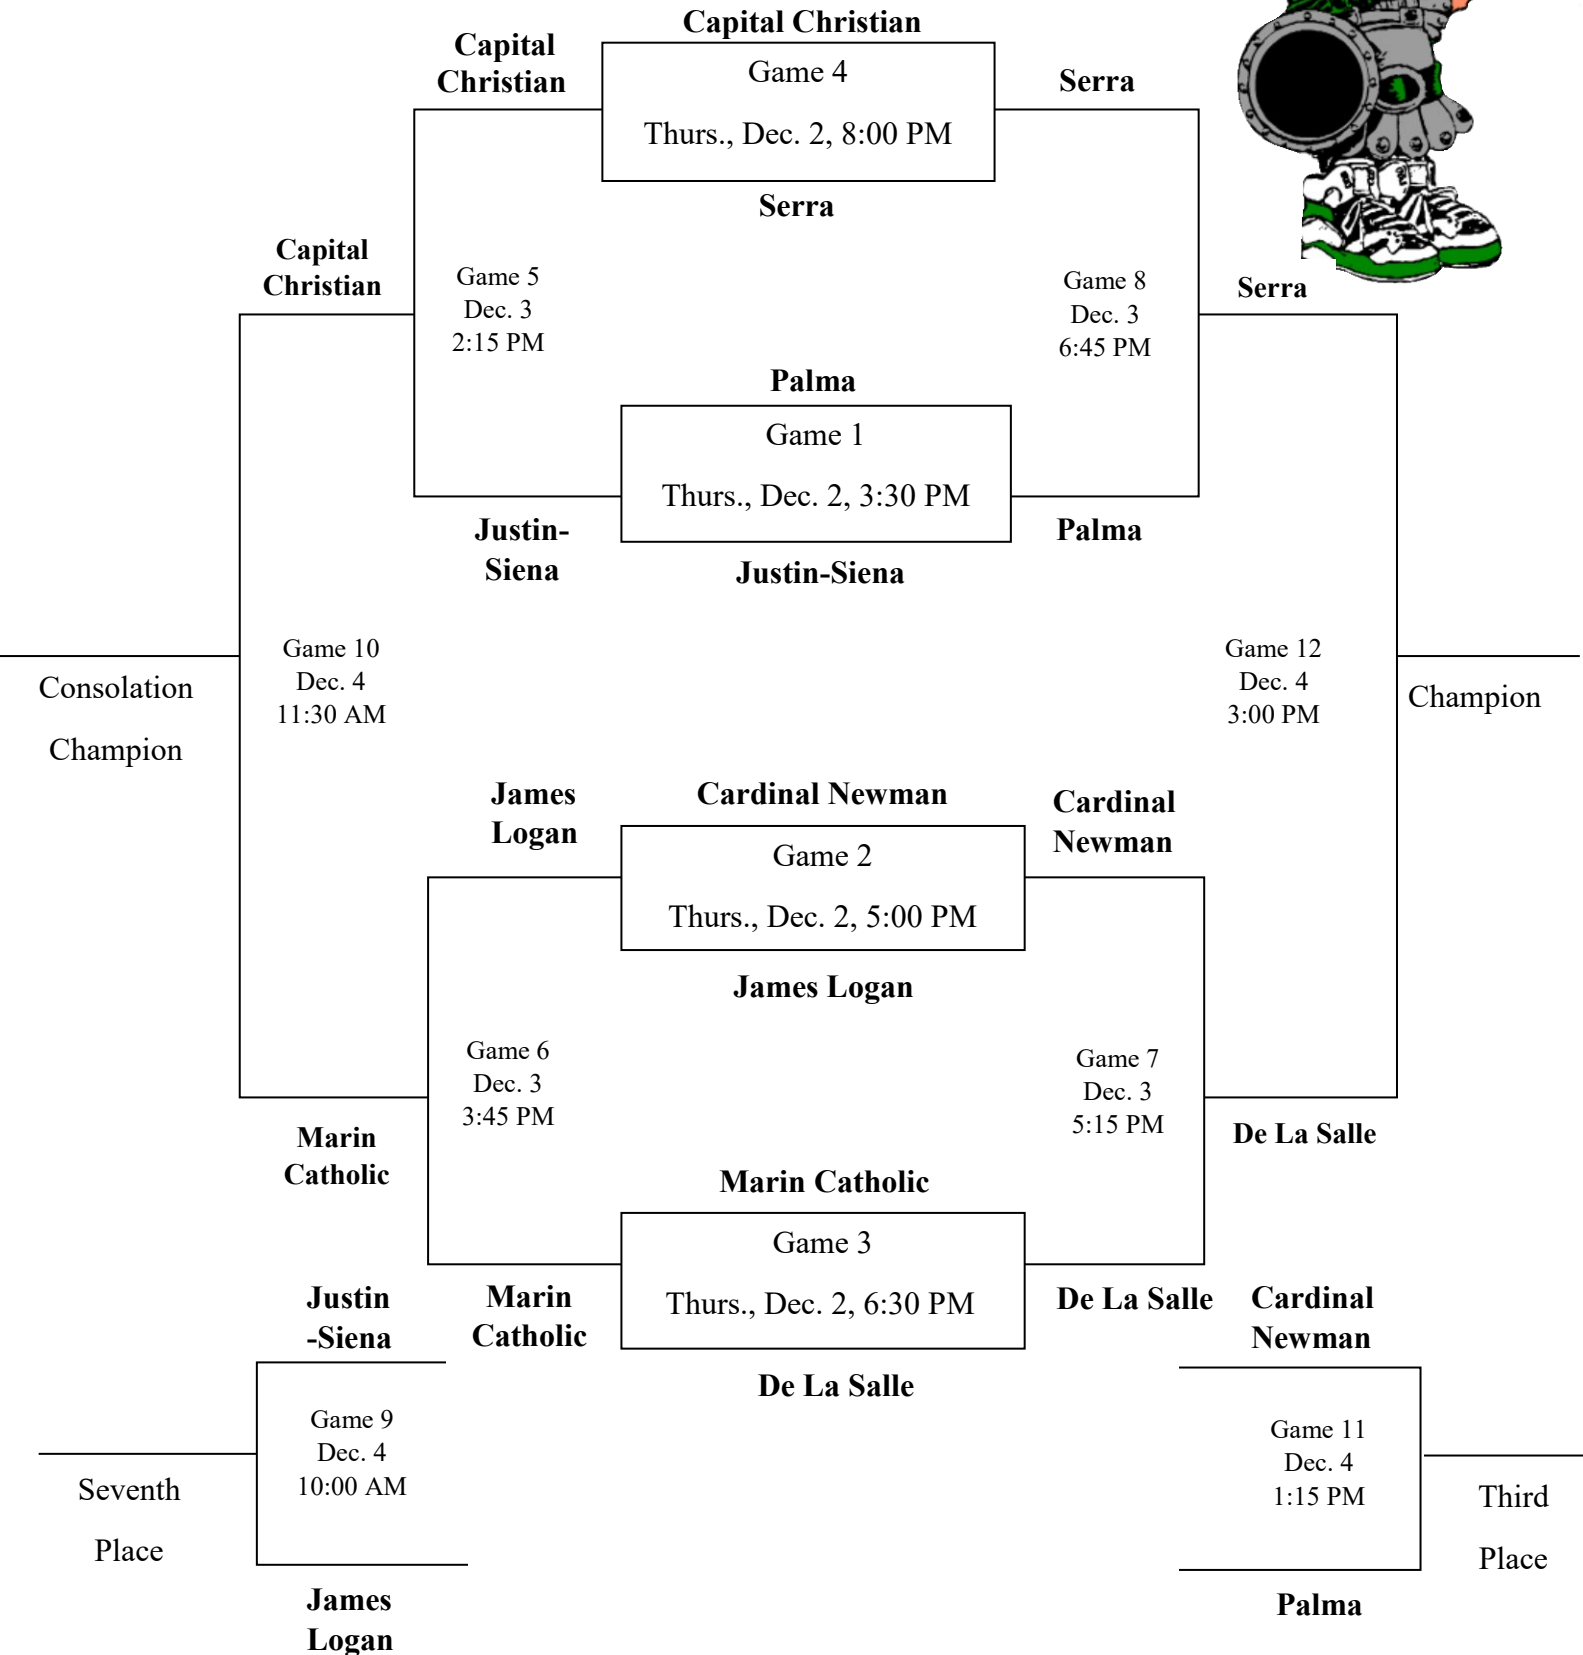 Capital Christian
Capital
Christian
Game 4
Thurs., Dec. 2, 8:00 PM
Serra
Serra
Capital
Christian
Game 5
Dec. 3
2:15 PM
Game 8
Dec. 3
6:45 PM
Serra
Palma
Game 1
Thurs., Dec. 2, 3:30 PM
Justin-
Siena
Justin-Siena
Palma
Consolation
Champion
Game 10
Dec. 4
11:30 AM
Game 12
Dec. 4
3:00 PM
Champion
James
Logan
Cardinal Newman
Cardinal
Newman
Game 2
Thurs., Dec. 2, 5:00 PM
James Logan
Game 6
Dec. 3
3:45 PM
Game 7
Dec. 3
5:15 PM
Marin
Catholic
De La Salle
Marin Catholic
Game 3
Thurs., Dec. 2, 6:30 PM
Marin
Catholic
De La Salle
De La Salle
Justin
-Siena
Game 9
Dec. 4
10:00 AM
Seventh
Place
James
Logan
Cardinal
Newman
Game 11
Dec. 4
1:15 PM
Third
Place
Palma